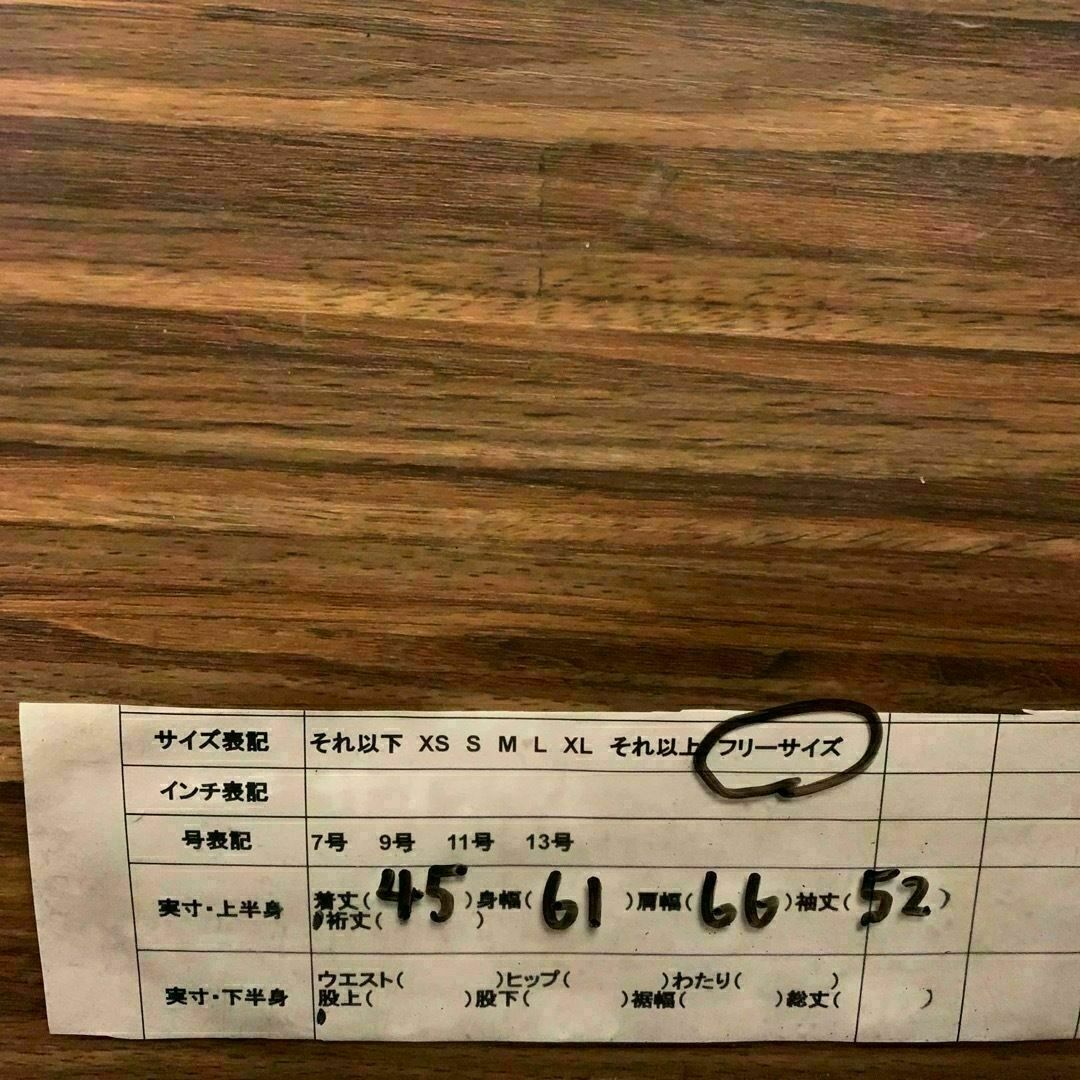 サイズ表記 それ以下 XS S M L XL それ以上 フリーサイズ
インチ表記
号表記 7号 9号 11号 13号
実寸・上半身 着丈( 45 )身幅( 61 )肩幅( 66 )袖丈( 52 )
裄丈( )
実寸・下半身 ウエスト( )ヒップ( )わたり( )
股上( )股下( )裾幅( )総丈( )